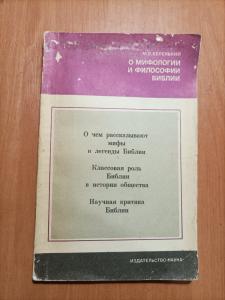 М.С.БЕЛЕНЬКИЙ
О МИФОЛОГИИ
И ФИЛОСОФИИ
БИБЛИИ
О чем рассказывают
мифы
и легенды Библии
Классовая роль
Библии
в истории общества
Научная критика
Библии
ИЗДАТЕЛЬСТВО «НАУКА»